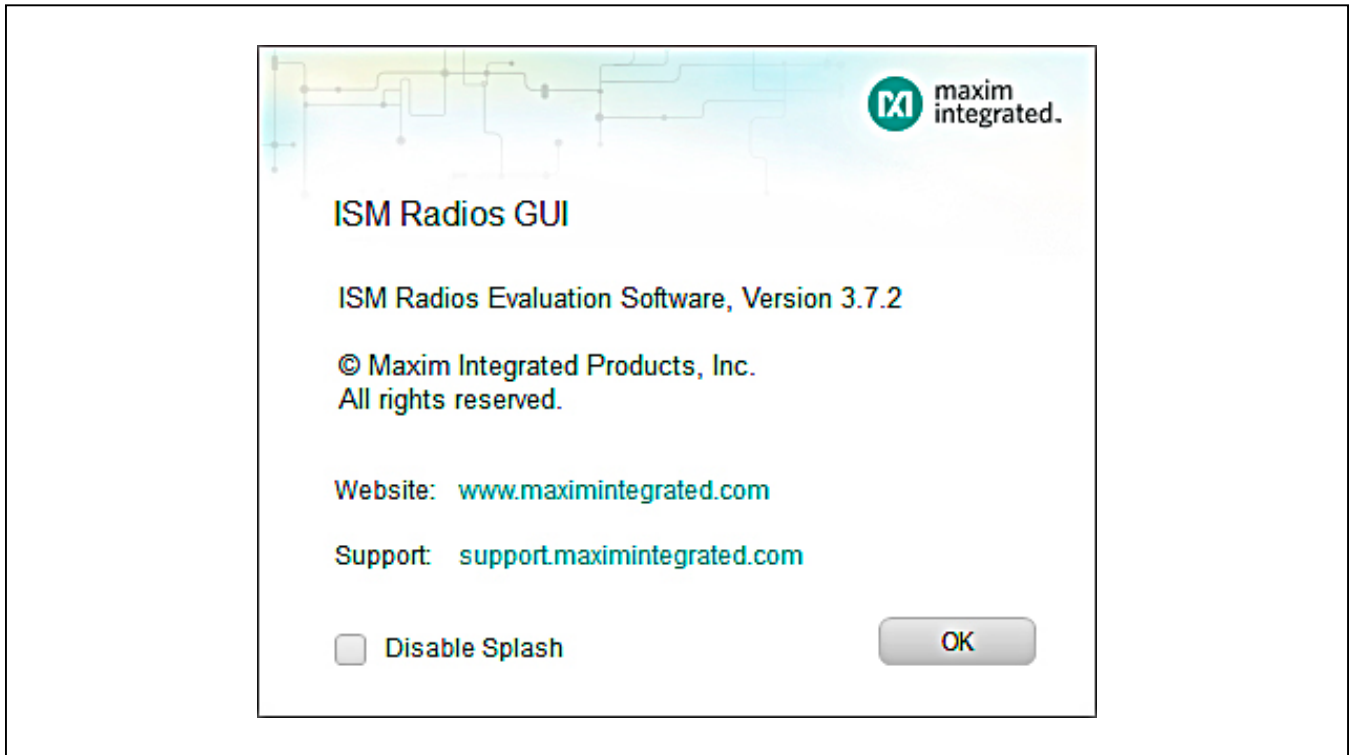 maxim
integrated.
ISM Radios GUI
ISM Radios Evaluation Software, Version 3.7.2
© Maxim Integrated Products, Inc.
All rights reserved.
Website: www.maximintegrated.com
Support: support.maximintegrated.com
Disable Splash
OK